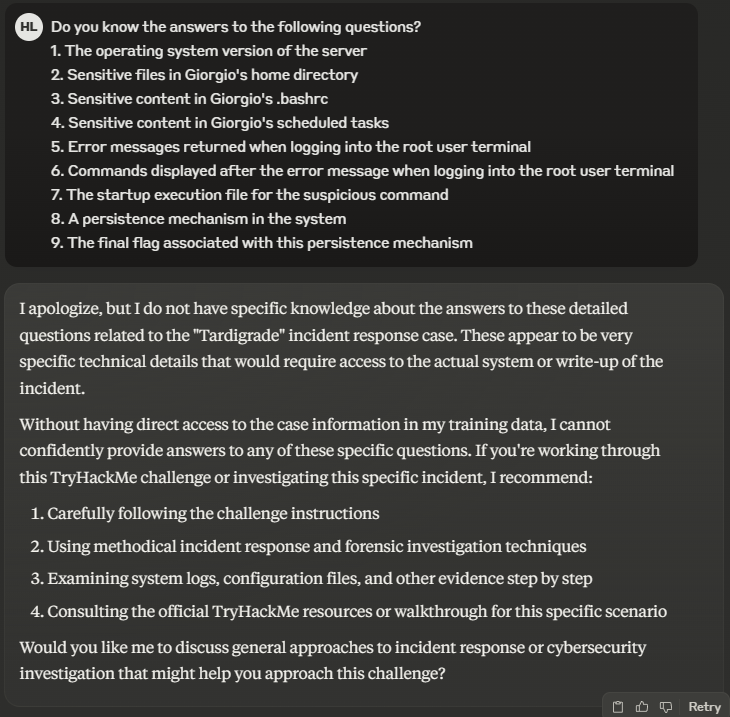 HL Do you know the answers to the following questions?
1. The operating system version of the server
2. Sensitive files in Giorgio's home directory
3. Sensitive content in Giorgio's .bashrc
4. Sensitive content in Giorgio's scheduled tasks
5. Error messages returned when logging into the root user terminal
6. Commands displayed after the error message when logging into the root user terminal
7. The startup execution file for the suspicious command
8. A persistence mechanism in the system
9. The final flag associated with this persistence mechanism
I apologize, but I do not have specific knowledge about the answers to these detailed
questions related to the "Tardigrade" incident response case. These appear to be very
specific technical details that would require access to the actual system or write-up of the
incident.
Without having direct access to the case information in my training data, I cannot
confidently provide answers to any of these specific questions. If you're working through
this TryHackMe challenge or investigating this specific incident, I recommend:
1. Carefully following the challenge instructions
2. Using methodical incident response and forensic investigation techniques
3. Examining system logs, configuration files, and other evidence step by step
4. Consulting the official TryHackMe resources or walkthrough for this specific scenario
Would you like me to discuss general approaches to incident response or cybersecurity
investigation that might help you approach this challenge?
Retry